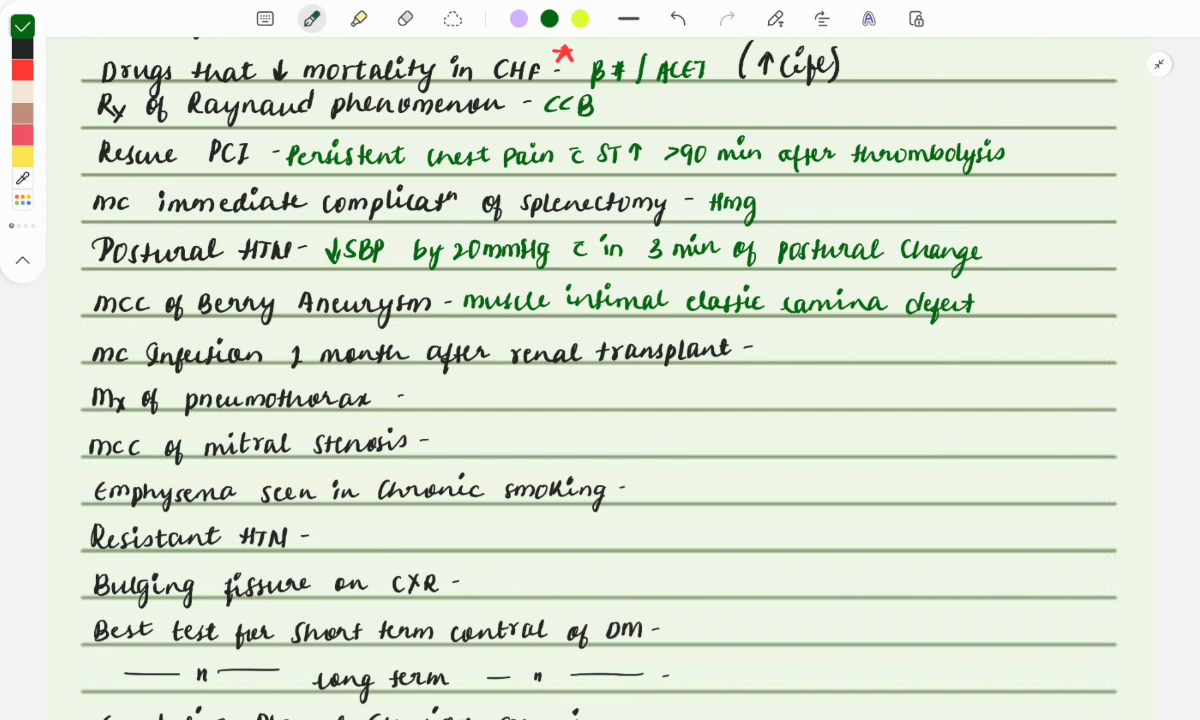 Drugs that ↓ mortality in CHF - β# / ACEI (↑ Life)
Rx of Raynaud phenomenon - CCB
Rescue PCI - Persistent chest pain c̄ ST↑ >90 min after thrombolysis
mc immediate complicatⁿ of splenectomy - Hmg
Postural HTN - ↓SBP by 20mmHg c̄ in 3 min of postural change
mcc of Berry Aneurysm - muscle intimal elastic lamina defect
mc Infection 1 month after renal transplant -
Mx of pneumothorax -
mcc of mitral stenosis -
Emphysema seen in Chronic smoking -
Resistant HTN -
Bulging fissure on CXR -
Best test for short term control of DM -
— n — long term — n — -